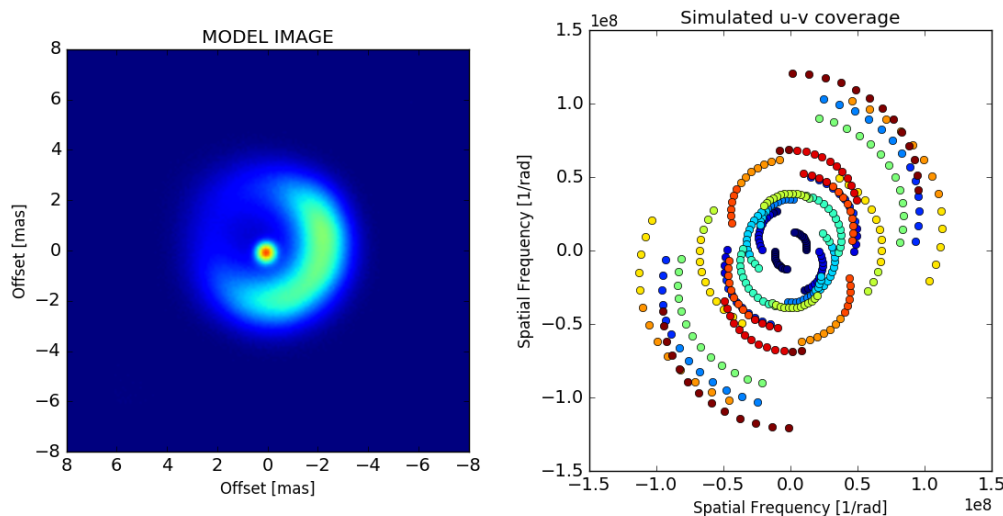 MODEL IMAGE
8
6
4
2
0
−2
−4
−6
−8
Offset [mas]
8 6 4 2 0 −2 −4 −6 −8
Offset [mas]
Simulated u-v coverage
1e8
1.5
1.0
0.5
0.0
−0.5
−1.0
−1.5
Spatial Frequency [1/rad]
−1.5 −1.0 −0.5 0.0 0.5 1.0 1.5
Spatial Frequency [1/rad]
1e8